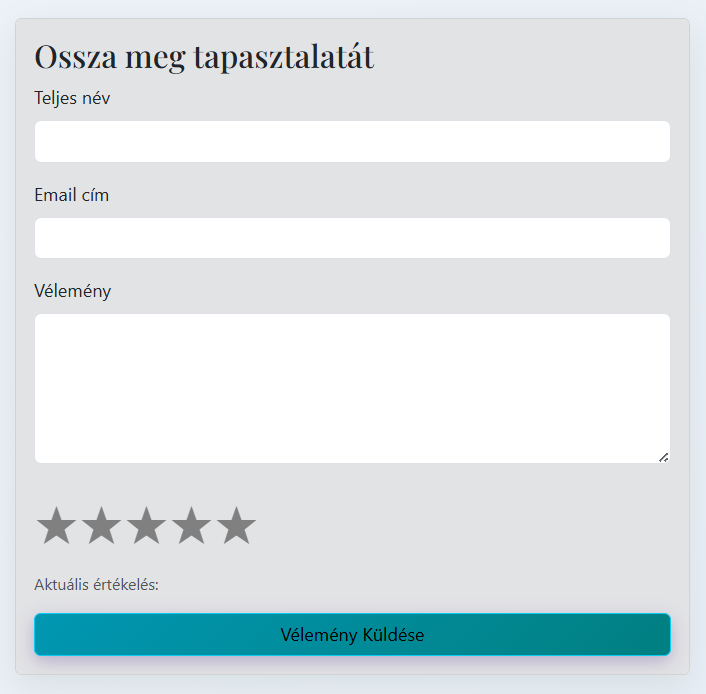 Ossza meg tapasztalatát
Teljes név
Email cím
Vélemény
Aktuális értékelés:
Vélemény Küldése